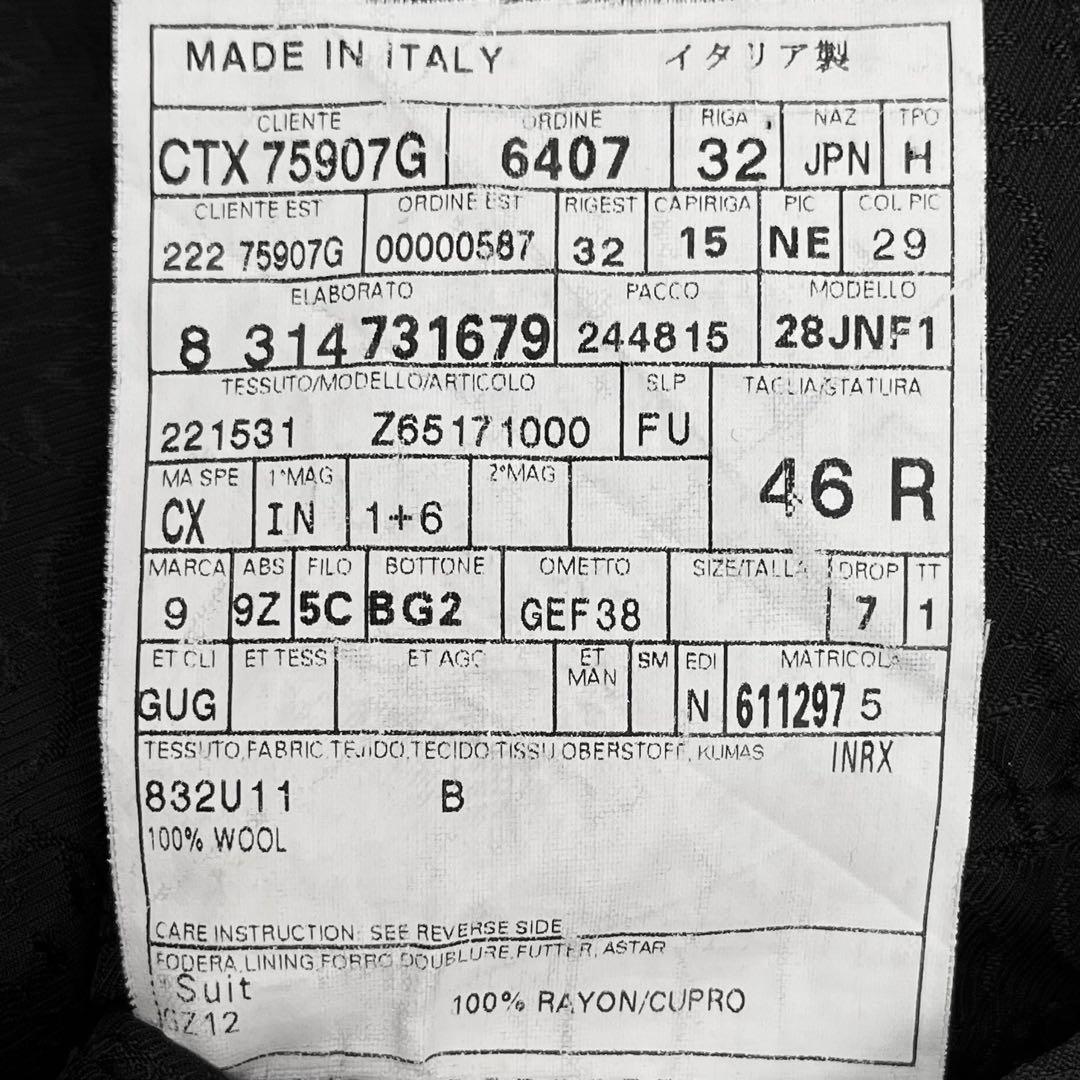 MADE IN ITALY イタリア製
CLIENTE ORDINE RIGA NAZ TPO
CTX 75907G 6407 32 JPN H
CLIENTE EST ORDINE EST RIGEST CAPIRIGA PIC COL PIC
222 75907G 00000587 32 15 NE 29
ELABORATO PACCO MODELLO
8 314 731679 244815 28JNF1
TESSUTO/MODELLO/ARTICOLO SLP TAGLIA/STATURA
221531 Z65171000 FU
46 R
MA SPE 1°MAG 2°MAG
CX IN 1+6
MARCA ABS FILO BOTTONE OMETTO SIZE/TALLA DROP TT
9 9Z 5C BG2 GEF38 7 1
ET CLI ET TESS ET AGO ET MAN SM EDI MATRICOLA
GUG N 611297 5
TESSUTO,FABRIC,TEJIDO,TECIDO,TISSU,OBERSTOFF,KUMAS INRX
832U11 B
100% WOOL
CARE INSTRUCTION: SEE REVERSE SIDE
FODERA,LINING,FORRO,DOUBLURE,FUTTER,ASTAR
Suit
100% RAYON/CUPRO
SZ12